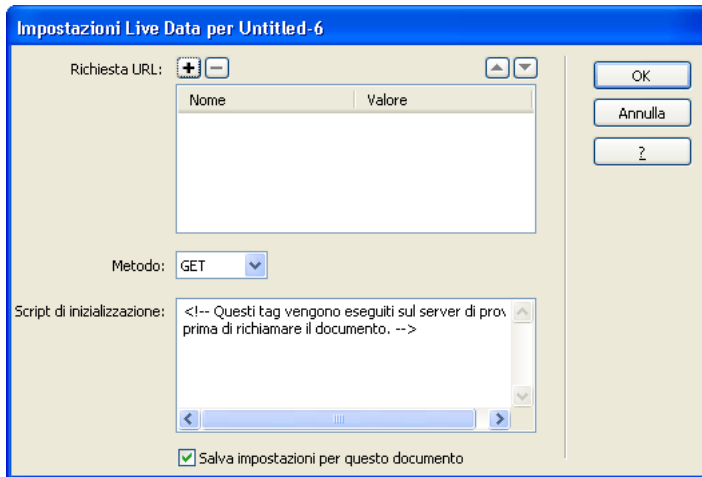 Impostazioni Live Data per Untitled-6
Richiesta URL:
OK
Nome Valore
Annulla
?
Metodo: GET
Script di inizializzazione: <!-- Questi tag vengono eseguiti sul server di prov
prima di richiamare il documento. -->
Salva impostazioni per questo documento